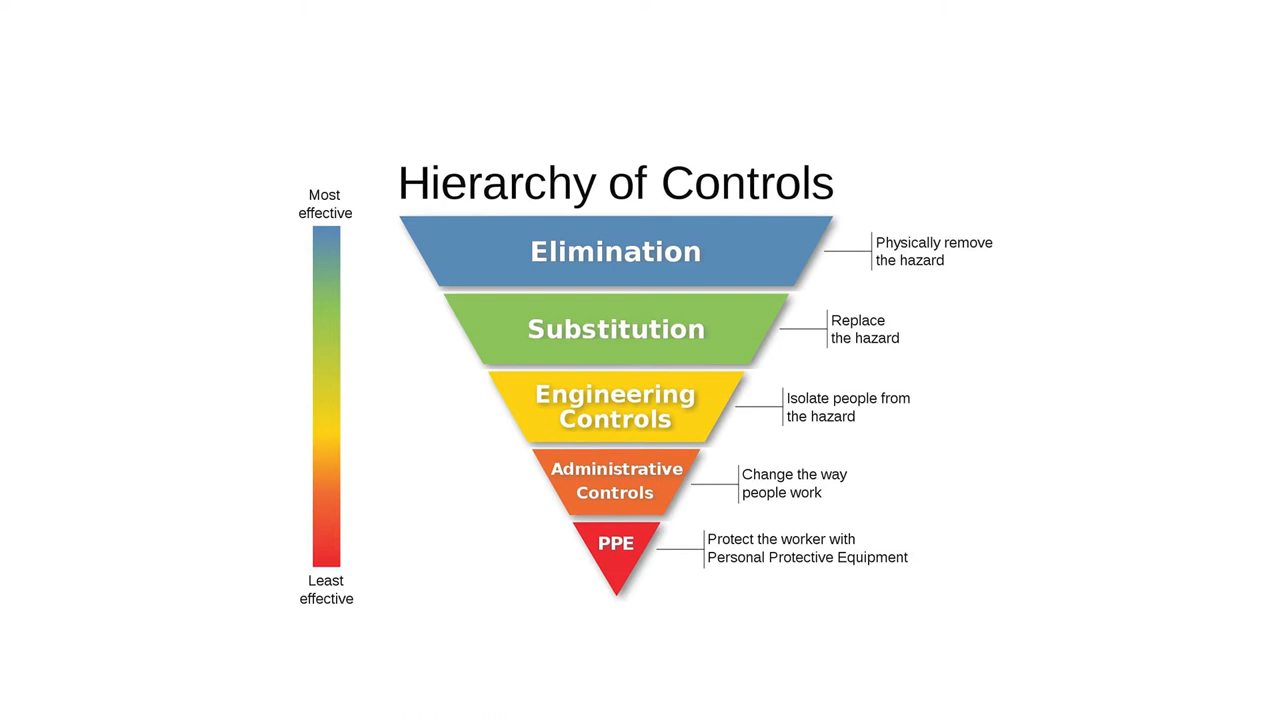 Hierarchy of Controls
Most
effective
Elimination
Physically remove
the hazard
Substitution
Replace
the hazard
Engineering
Controls
Isolate people from
the hazard
Administrative
Controls
Change the way
people work
PPE
Protect the worker with
Personal Protective Equipment
Least
effective